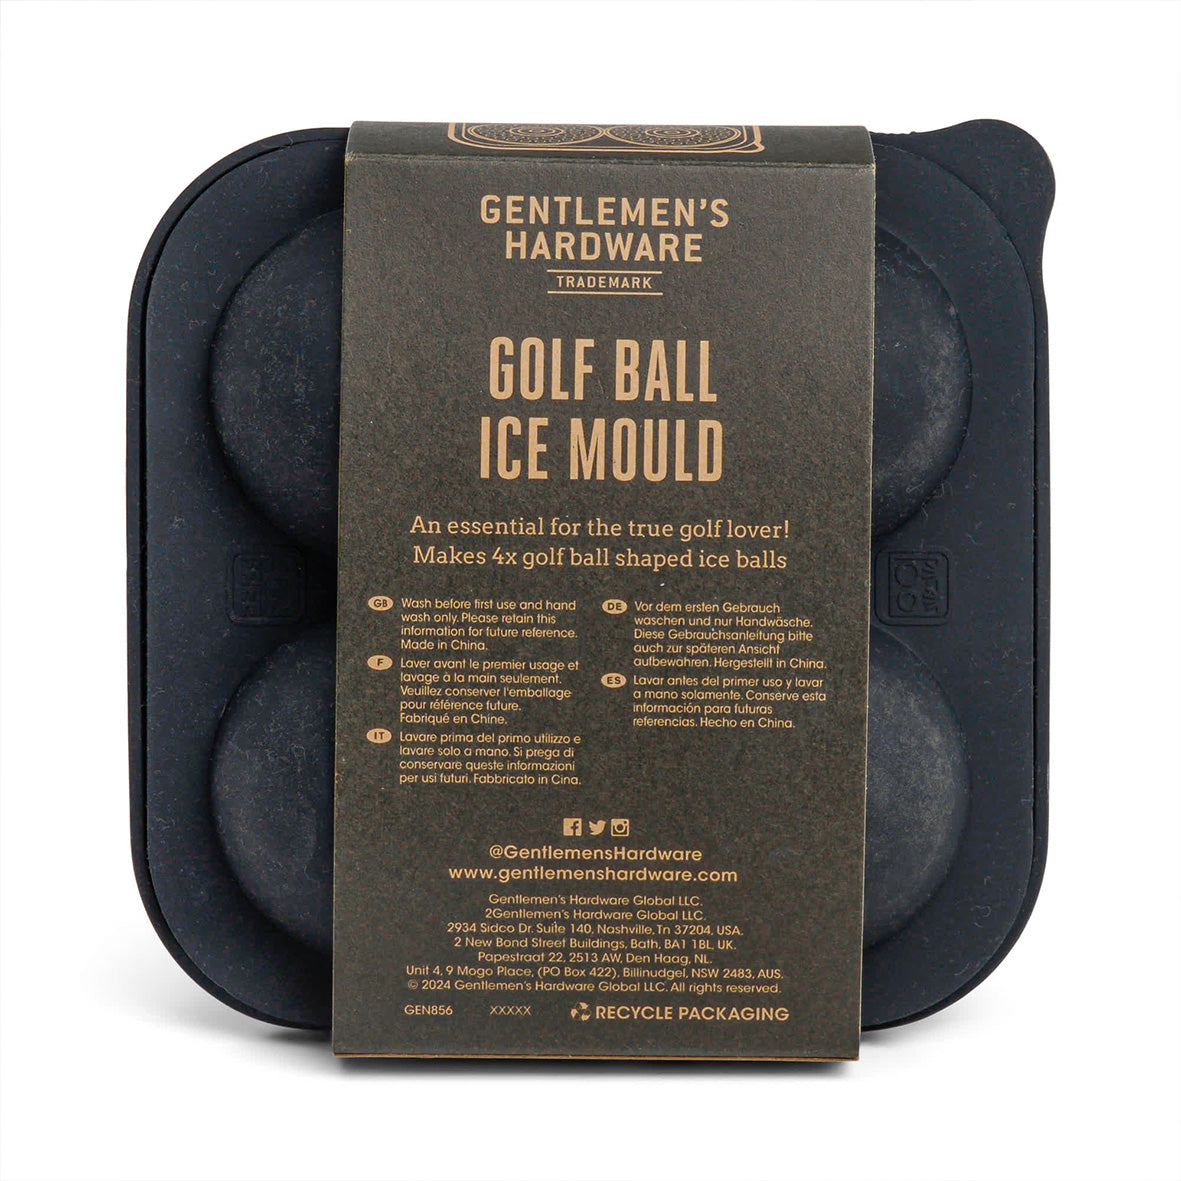 GENTLEMEN'S
HARDWARE
TRADEMARK
GOLF BALL
ICE MOULD
An essential for the true golf lover!
Makes 4x golf ball shaped ice balls
GB Wash before first use and hand
wash only. Please retain this
information for future reference.
Made in China.
F Laver avant le premier usage et
lavage à la main seulement.
Veuillez conserver l'emballage
pour référence future.
Fabriqué en Chine.
IT Lavare prima del primo utilizzo e
lavare solo a mano. Si prega di
conservare queste informazioni
per usi futuri. Fabbricato in Cina.
DE Vor dem ersten Gebrauch
waschen und nur Handwäsche.
Diese Gebrauchsanleitung bitte
auch zur späteren Ansicht
aufbewahren. Hergestellt in China.
ES Lavar antes del primer uso y lavar
a mano solamente. Conserve esta
información para futuras
referencias. Hecho en China.
@GentlemensHardware
www.gentlemenshardware.com
Gentlemen's Hardware Global LLC.
2Gentlemen's Hardware Global LLC.
2934 Sidco Dr. Suite 140, Nashville, Tn 37204, USA.
2 New Bond Street Buildings, Bath, BA1 1BL, UK.
Papestraat 22, 2513 AW, Den Haag, NL.
Unit 4, 9 Mogo Place, (PO Box 422), Billinudgel, NSW 2483, AUS.
© 2024 Gentlemen's Hardware Global LLC. All rights reserved.
GEN856 XXXXX RECYCLE PACKAGING